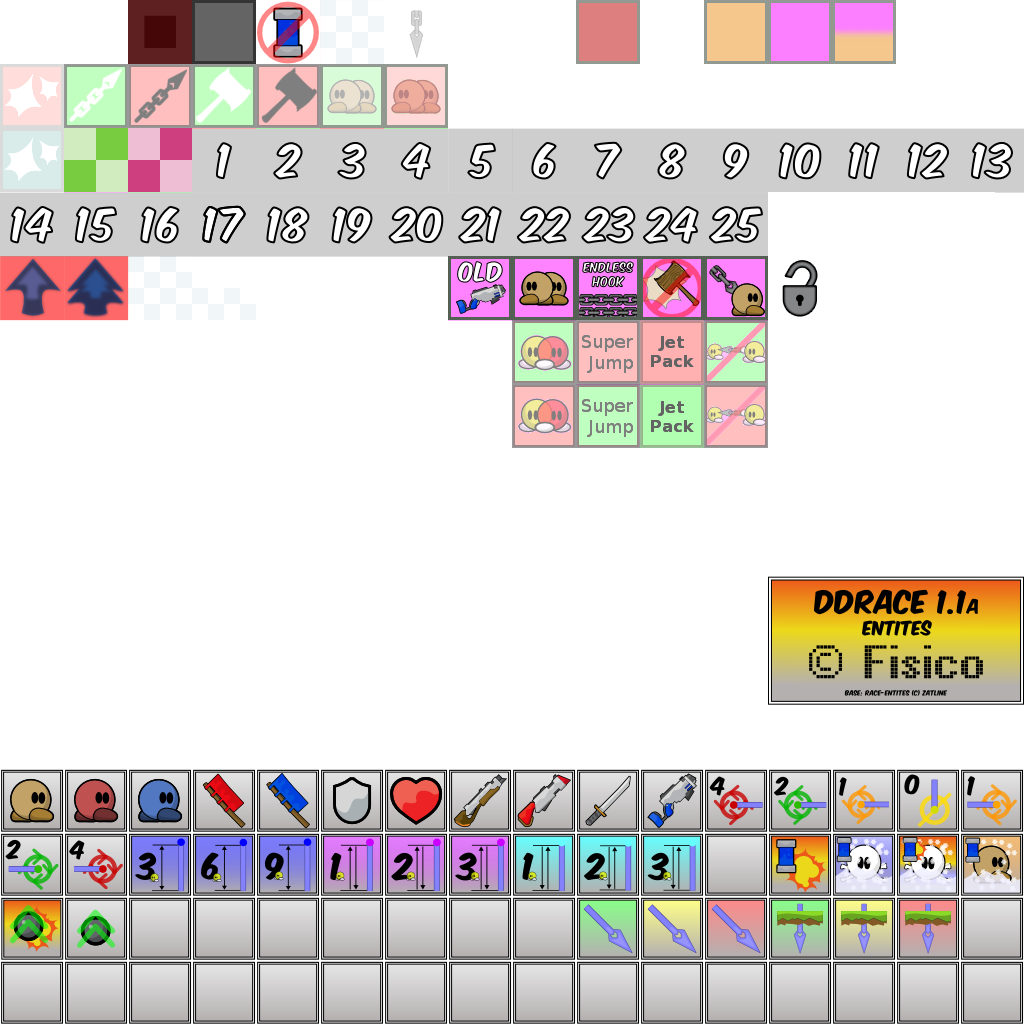 1 2 3 4 5 6 7 8 9 10 11 12 13
14 15 16 17 18 19 20 21 22 23 24 25
OLD
ENDLESS
HOOK
Super
Jump
Jet
Pack
Super
Jump
Jet
Pack
DDRACE 1.1A
ENTITES
© Fisico
BASE: RACE-ENTITES (C) ZATLINE
4 2 1 0 1
2 4 3 6 9 1 2 3 1 2 3